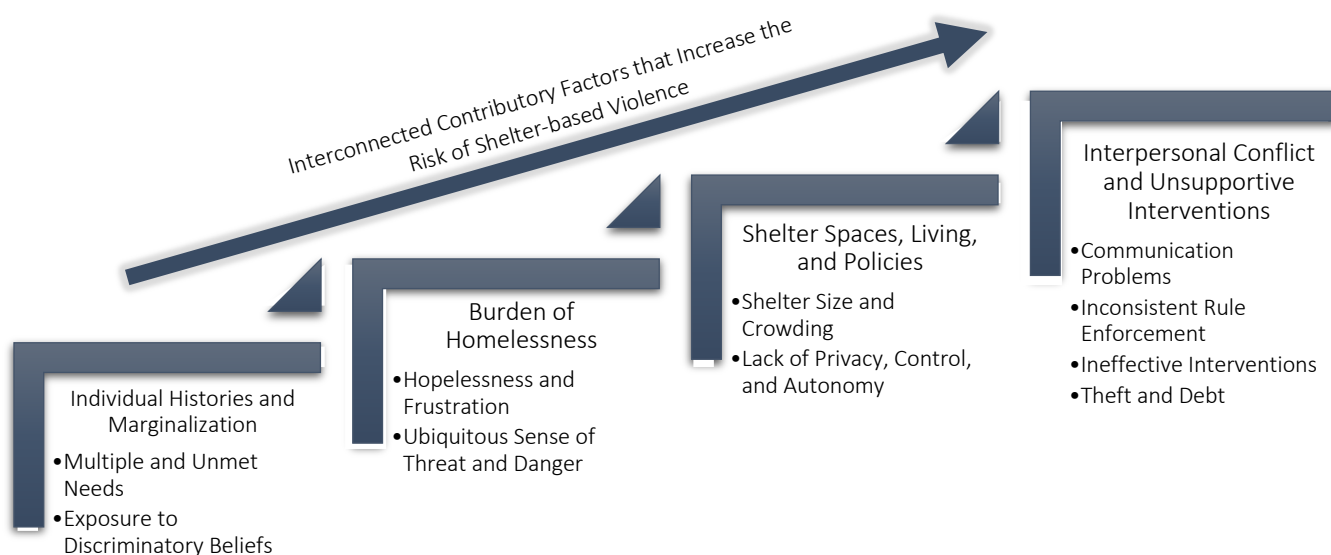 Interconnected Contributory Factors that Increase the
Risk of Shelter-based Violence
Individual Histories and
Marginalization
•Multiple and Unmet
Needs
•Exposure to
Discriminatory Beliefs
Burden of
Homelessness
•Hopelessness and
Frustration
•Ubiquitous Sense of
Threat and Danger
Shelter Spaces, Living,
and Policies
•Shelter Size and
Crowding
•Lack of Privacy, Control,
and Autonomy
Interpersonal Conflict
and Unsupportive
Interventions
•Communication
Problems
•Inconsistent Rule
Enforcement
•Ineffective Interventions
•Theft and Debt